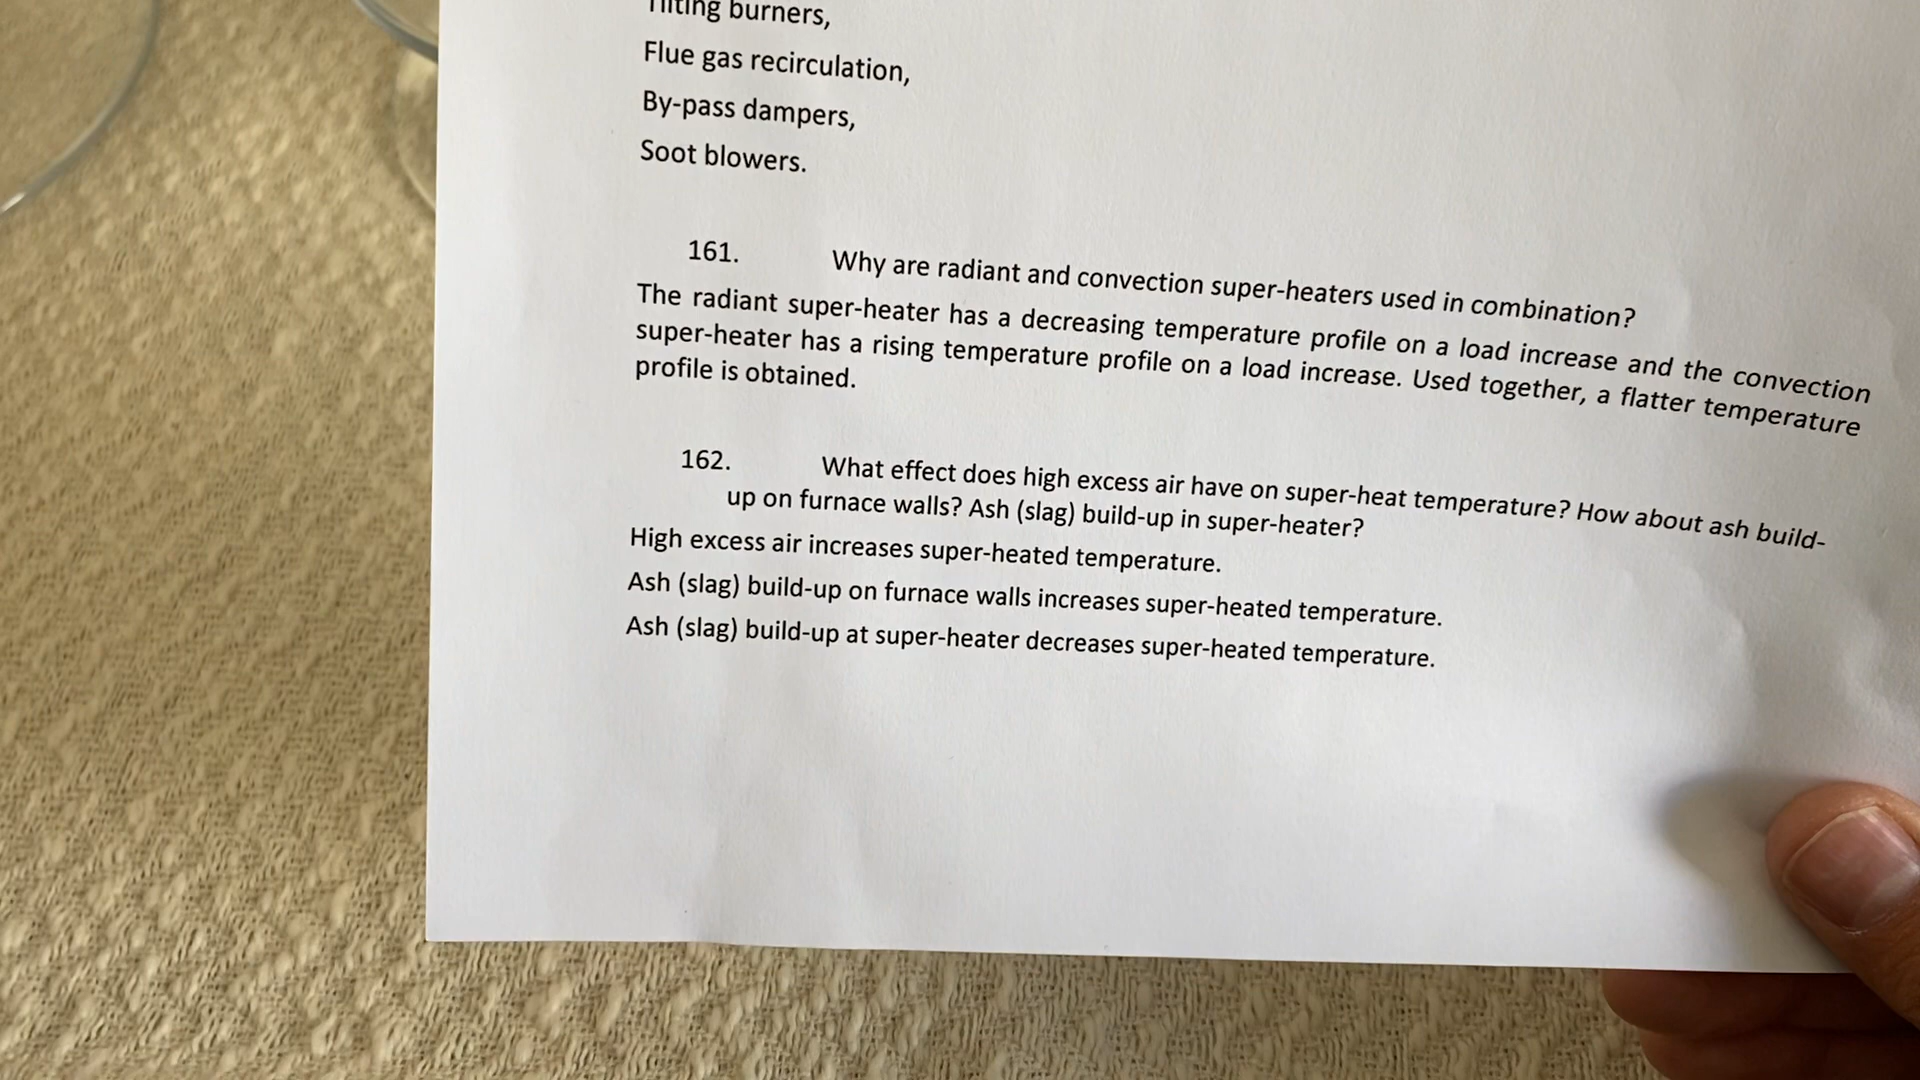 Tilting burners,
Flue gas recirculation,
By-pass dampers,
Soot blowers.
161. Why are radiant and convection super-heaters used in combination?
The radiant super-heater has a decreasing temperature profile on a load increase and the convection
super-heater has a rising temperature profile on a load increase. Used together, a flatter temperature
profile is obtained.
162. What effect does high excess air have on super-heat temperature? How about ash build-
up on furnace walls? Ash (slag) build-up in super-heater?
High excess air increases super-heated temperature.
Ash (slag) build-up on furnace walls increases super-heated temperature.
Ash (slag) build-up at super-heater decreases super-heated temperature.